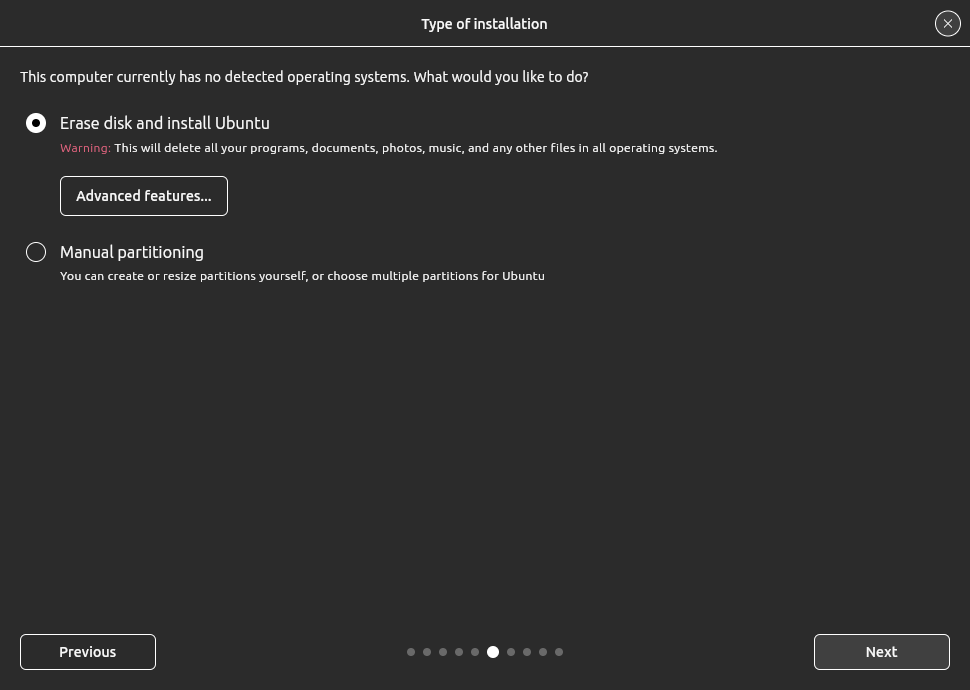 Type of installation
This computer currently has no detected operating systems. What would you like to do?
Erase disk and install Ubuntu
Warning: This will delete all your programs, documents, photos, music, and any other files in all operating systems.
Advanced features...
Manual partitioning
You can create or resize partitions yourself, or choose multiple partitions for Ubuntu
Previous
Next